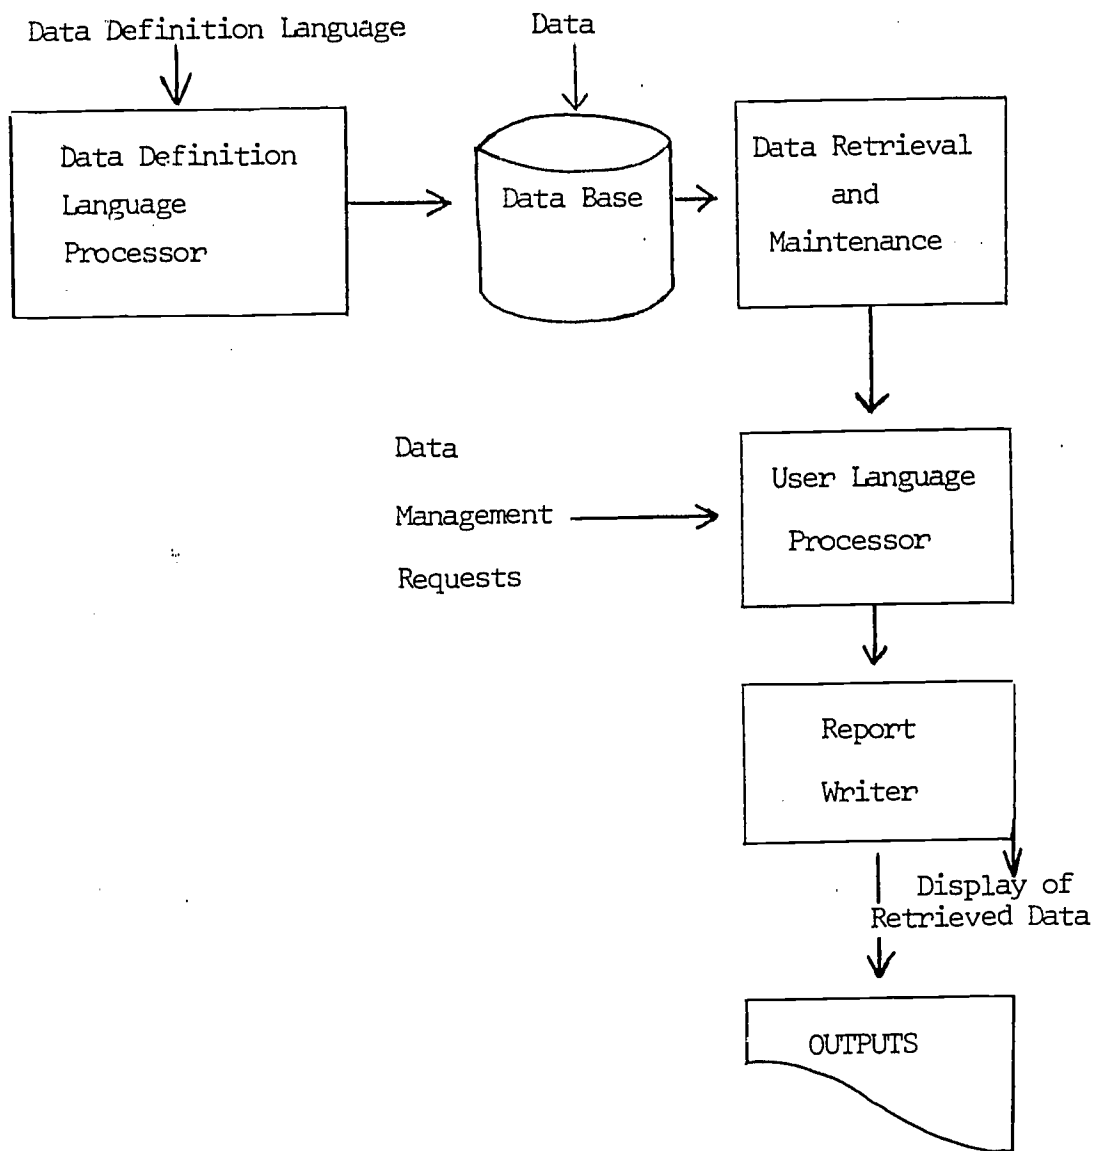 Data Definition Language
Data
Data Definition
Language
Processor
Data Base
Data Retrieval
and
Maintenance
Data
Management
Requests
User Language
Processor
Report
Writer
Display of
Retrieved Data
OUTPUTS